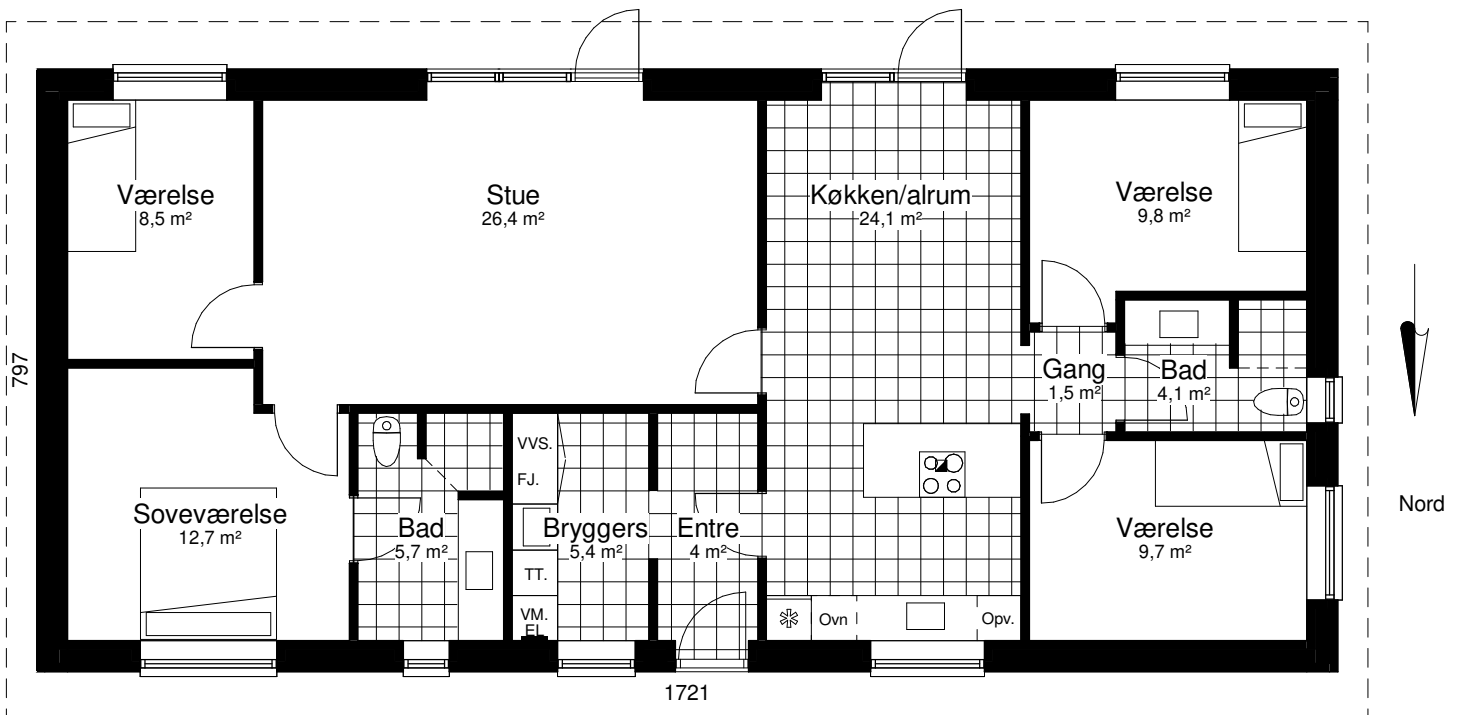 Værelse
8,5 m²
Stue
26,4 m²
Køkken/alrum
24,1 m²
Værelse
9,8 m²
797
Gang
1,5 m²
Bad
4,1 m²
VVS.
FJ.
Soveværelse
12,7 m²
Bad
5,7 m²
Bryggers
5,4 m²
Entre
4 m²
Værelse
9,7 m²
Nord
TT.
VM.
EL
Ovn
Opv.
1721